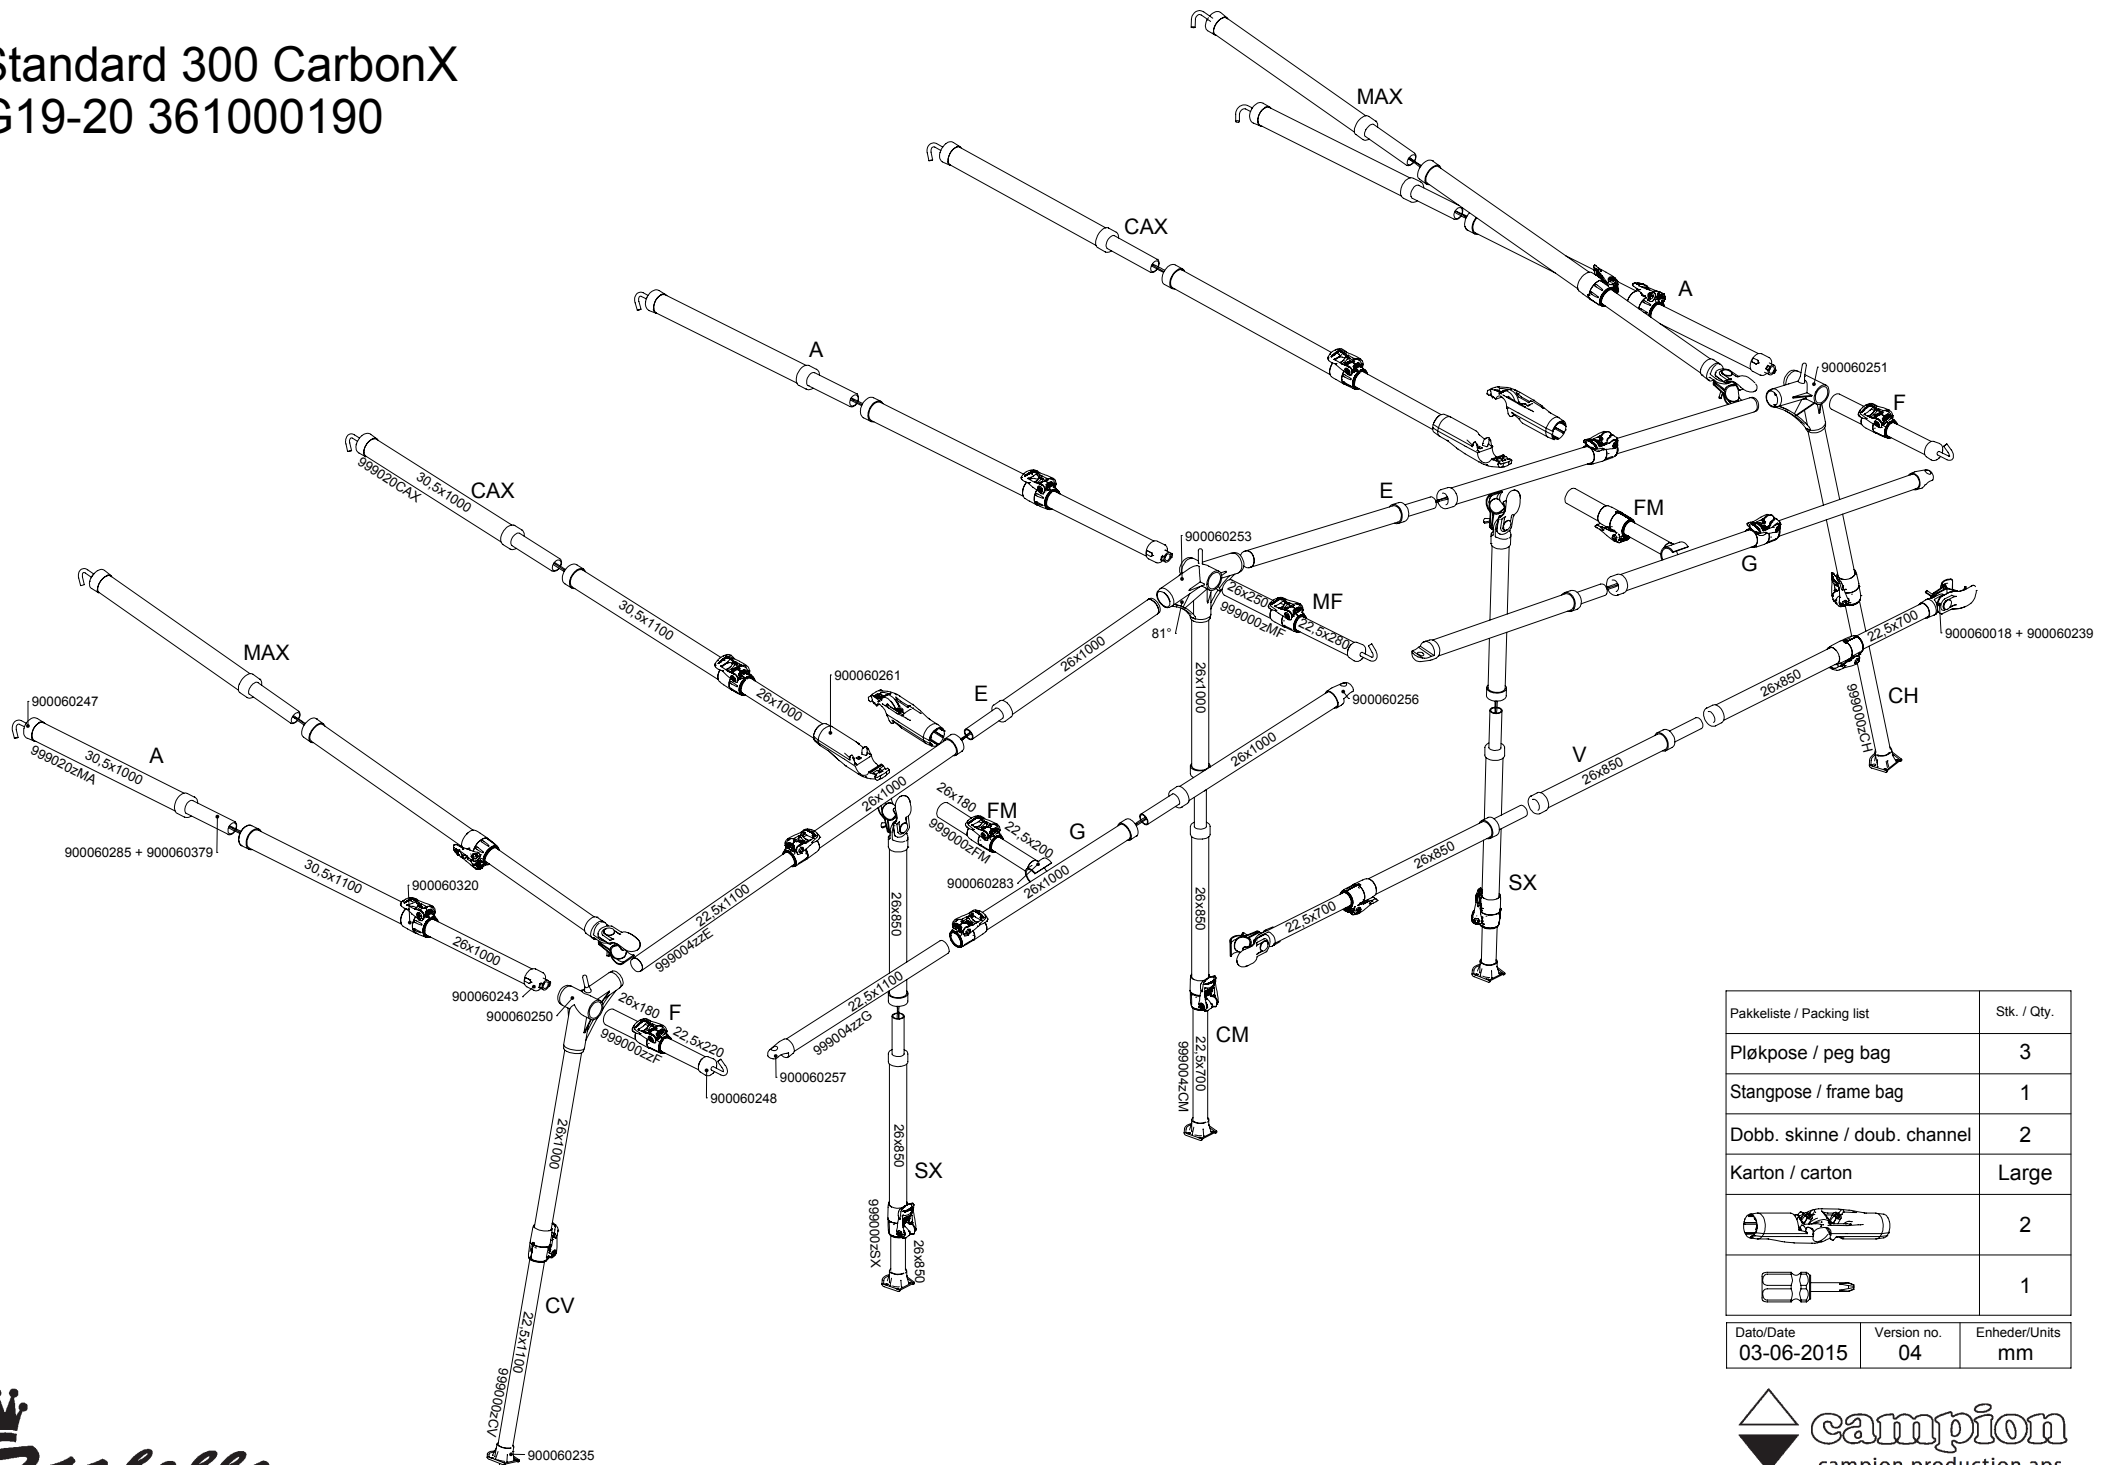 Standard 300 CarbonX
G19-20 361000190
MAX
A
CAX
A
CAX
30,5x1000
999020CAX
30,5x1100
26x1000
900060261
MAX
900060247
A
30,5x1000
999020zMA
900060285 + 900060379
30,5x1100
900060320
26x1000
900060243
900060250
900060251
F
E
FM
G
900060253
26x250
MF
999000zMF
22,5x280
81°
26x1000
E
26x1000
26x1000
22,5x1100
999004zzE
26x180
FM
22,5x200
999000zFM
900060283
G
26x1000
26x1000
900060256
22,5x1100
999004zzG
900060257
26x180
F
22,5x220
999000zzF
900060248
26x850
26x850
SX
999000zSX
26x850
26x1000
26x850
CM
22,5x700
999004zCM
22,5x700
900060018 + 900060239
26x850
V
26x850
26x850
22,5x700
SX
CH
999000zCH
26x1000
CV
22,5x1100
999000zCV
900060235
Pakkeliste / Packing list Stk. / Qty.
Pløkpose / peg bag 3
Stangpose / frame bag 1
Dobb. skinne / doub. channel 2
Karton / carton Large
2
1
Dato/Date Version no. Enheder/Units
03-06-2015 04 mm
campion
campion production aps